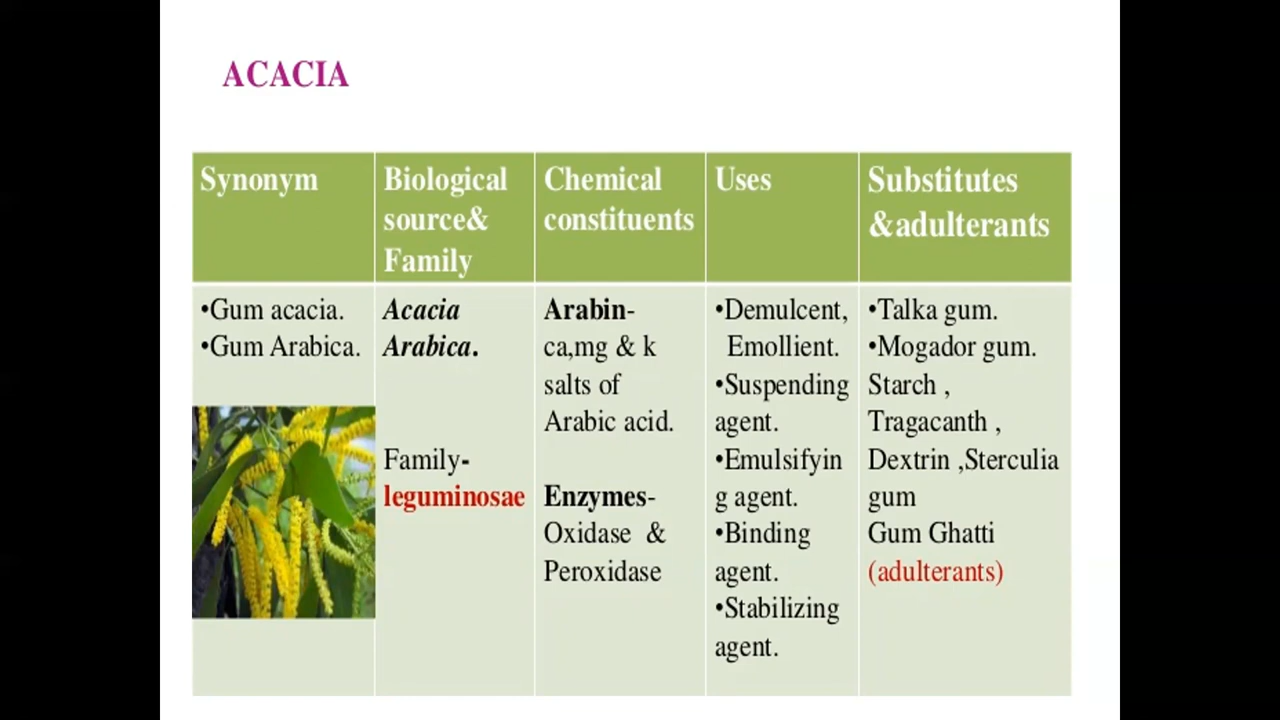 ACACIA
Synonym
Biological
source&
Family
Chemical
constituents
Uses
Substitutes
&adulterants
•Gum acacia.
•Gum Arabica.
Acacia
Arabica.
Family-
leguminosae
Arabin-
ca,mg & k
salts of
Arabic acid.
Enzymes-
Oxidase &
Peroxidase
•Demulcent,
Emollient.
•Suspending
agent.
•Emulsifyin
g agent.
•Binding
agent.
•Stabilizing
agent.
•Talka gum.
•Mogador gum.
Starch ,
Tragacanth ,
Dextrin ,Sterculia
gum
Gum Ghatti
(adulterants)